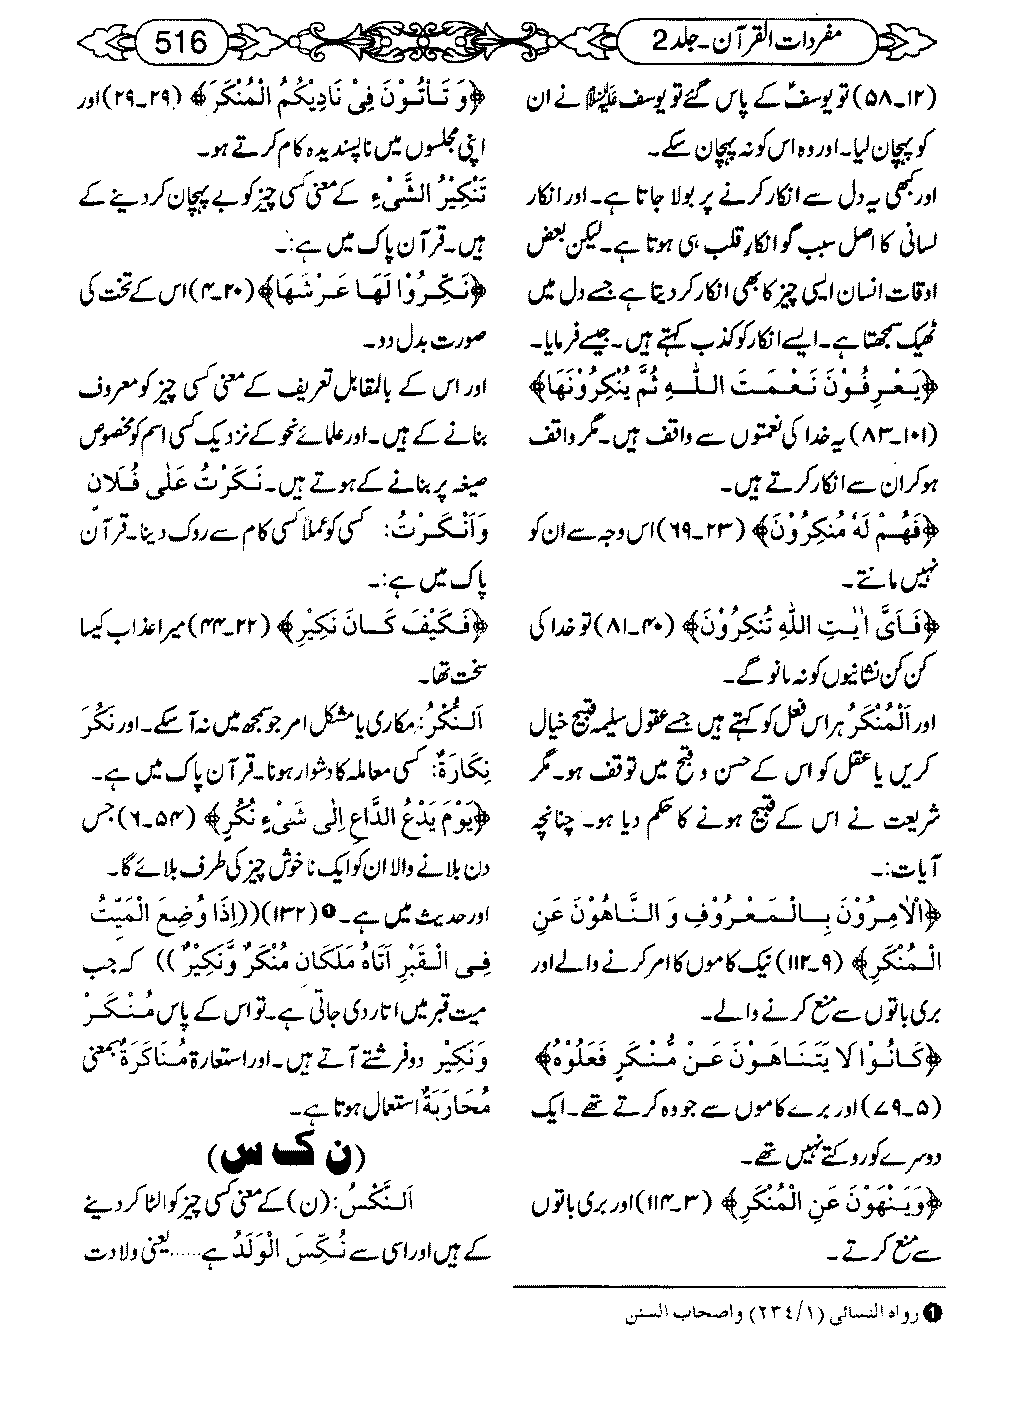 مفردات القرآن۔جلد 2
516
(۱۲۔۵۸) تو یوسفؑ کے پاس گئے تو یوسف علیہ السلام نے ان
کو پہچان لیا۔ اور وہ اس کو نہ پہچان سکے۔
اور کبھی یہ دل سے انکار کرنے پر بولا جاتا ہے۔ اور انکار
لسانی کا اصل سبب گو انکار قلب ہی ہوتا ہے۔ لیکن بعض
اوقات انسان ایسی چیز کا بھی انکار کر دیتا ہے جسے دل میں
ٹھیک سمجھتا ہے۔ ایسے انکار کو کذب کہتے ہیں۔ جیسے فرمایا۔
﴿یَعْرِفُوْنَ نَعْمَتَ اللّٰہِ ثُمَّ یُنْکِرُوْنَھَا﴾
(۱۰۱۔۸۳) یہ خدا کی نعمتوں سے واقف ہیں۔ مگر واقف
ہو کر ان سے انکار کرتے ہیں۔
﴿فَھُمْ لَہٗ مُنْکِرُوْنَ﴾ (۲۳۔۶۹) اس وجہ سے ان کو
نہیں مانتے۔
﴿فَاَیَّ اٰیٰتِ اللّٰہِ تُنْکِرُوْنَ﴾ (۴۰۔۸۱) تو خدا کی
کن کن نشانیوں کو نہ مانو گے۔
اور اَلْمُنْکَرُ ہر اس فعل کو کہتے ہیں جسے عقول سلیمہ قبیح خیال
کریں یا عقل کو اس کے حسن و قبح میں توقف ہو۔ مگر
شریعت نے اس کے قبیح ہونے کا حکم دیا ہو۔ چنانچہ
آیات:۔
﴿اَلْاٰمِرُوْنَ بِالْمَعْرُوْفِ وَ النَّاھُوْنَ عَنِ
الْمُنْکَرِ﴾ (۹۔۱۱۲) نیک کاموں کا امر کرنے والے اور
بری باتوں سے منع کرنے والے۔
﴿کَانُوْا لَا یَتَنَاھَوْنَ عَنْ مُّنْکَرٍ فَعَلُوْہُ﴾
(۵۔۷۹) اور برے کاموں سے جو وہ کرتے تھے۔ ایک
دوسرے کو روکتے نہیں تھے۔
﴿وَیَنْھَوْنَ عَنِ الْمُنْکَرِ﴾ (۳۔۱۱۴) اور بری باتوں
سے منع کرتے۔
﴿وَ تَاْتُوْنَ فِیْ نَادِیْکُمُ الْمُنْکَرَ﴾ (۲۹۔۲۹) اور
اپنی مجلسوں میں ناپسندیدہ کام کرتے ہو۔
تَنْکِیْرُ الشَّیْءِ کے معنی کسی چیز کو بے پہچان کر دینے کے
ہیں۔ قرآن پاک میں ہے:۔
﴿نَکِّرُوْا لَھَا عَرْشَھَا﴾ (۲۰۔۴) اس کے تخت کی
صورت بدل دو۔
اور اس کے بالمقابل تعریف کے معنی کسی چیز کو معروف
بنانے کے ہیں۔ اور علمائے نحو کے نزدیک کسی اسم کو مخصوص
صیغہ پر بنانے کے ہوتے ہیں۔ نَکَرْتُ عَلٰی فُلَانٍ
وَاَنْکَرْتُ: کسی کو عملاً کسی کام سے روک دینا۔ قرآن
پاک میں ہے:۔
﴿فَکَیْفَ کَانَ نَکِیْرِ﴾ (۲۲۔۴۴) میرا عذاب کیسا
سخت تھا۔
اَلنُّکْرُ: مکاری یا مشکل امر جو سمجھ میں نہ آ سکے۔ اور نَکُرَ
نَکَارَۃً: کسی معاملہ کا دشوار ہونا۔ قرآن پاک میں ہے۔
﴿یَوْمَ یَدْعُ الدَّاعِ اِلٰی شَیْءٍ نُّکُرٍ﴾ (۵۴۔۶) جس
دن بلانے والا ان کو ایک ناخوش چیز کی طرف بلائے گا۔
اور حدیث میں ہے۔❶ (۱۳۲) ((اِذَا وُضِعَ الْمَیِّتُ
فِی الْقَبْرِ اَتَاہُ مَلَکَانِ مُنْکَرٌ وَّنَکِیْرٌ)) کہ جب
میت قبر میں اتار دی جاتی ہے۔ تو اس کے پاس مُنْکَرٌ
وَنَکِیْر دو فرشتے آتے ہیں۔ اور استعارۃ مُنَاکَرَۃٌ بمعنی
مُحَارَبَۃٌ استعمال ہوتا ہے۔
(ن ک س)
اَلنَّکْسُ: (ن) کے معنی کسی چیز کو الٹا کر دینے
کے ہیں اور اسی سے نُکِّسَ الْوَلَدُ ہے ..... یعنی ولادت
❶ رواہ النسائی (۲۳٤/۱) و اصحاب السنن